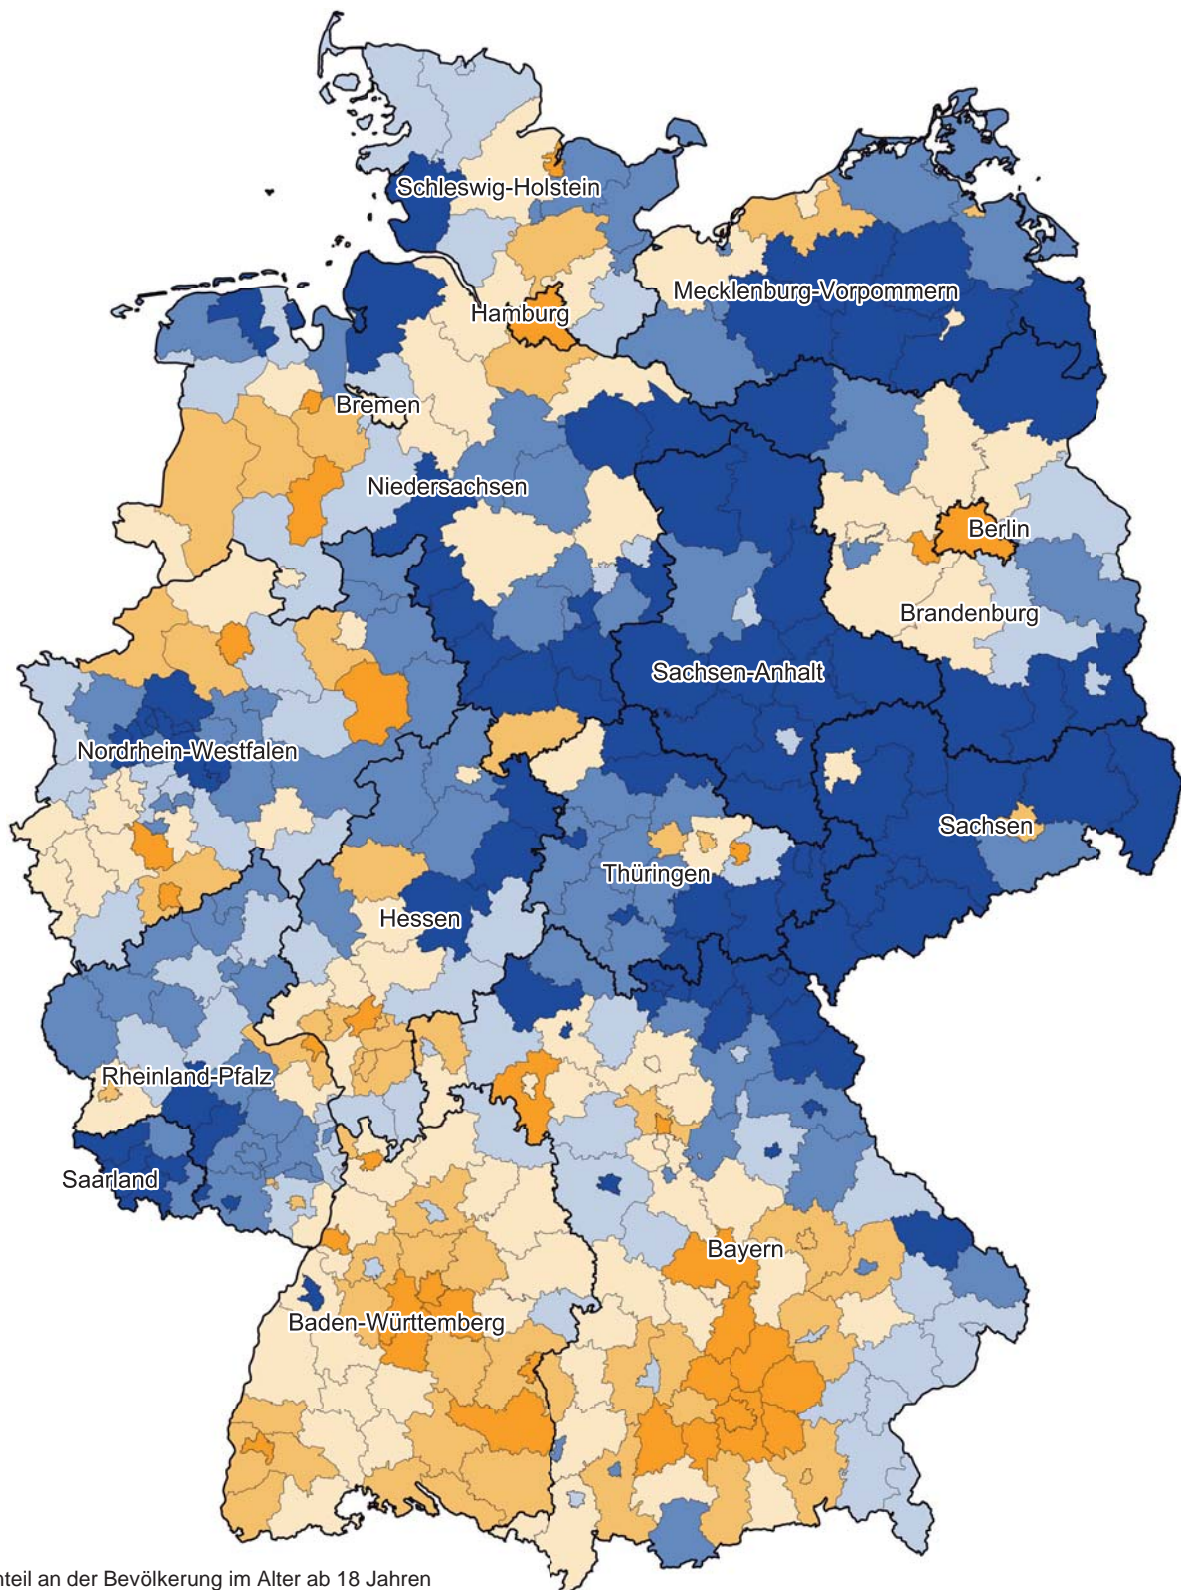 Schleswig-Holstein
Mecklenburg-Vorpommern
Hamburg
Bremen
Niedersachsen
Berlin
Brandenburg
Sachsen-Anhalt
Nordrhein-Westfalen
Sachsen
Thüringen
Hessen
Rheinland-Pfalz
Saarland
Bayern
Baden-Württemberg
nteil an der Bevölkerung im Alter ab 18 Jahren